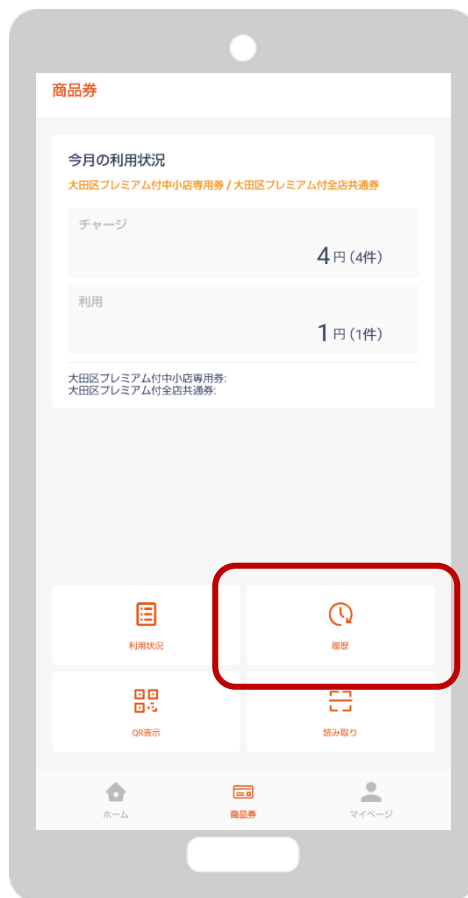 商品券
今月の利用状況
大田区プレミアム付中小店専用券 / 大田区プレミアム付全店共通券
チャージ
4 円 (4件)
利用
1 円 (1件)
大田区プレミアム付中小店専用券:
大田区プレミアム付全店共通券:
利用状況
履歴
QR表示
読み取り
ホーム
商品券
マイページ